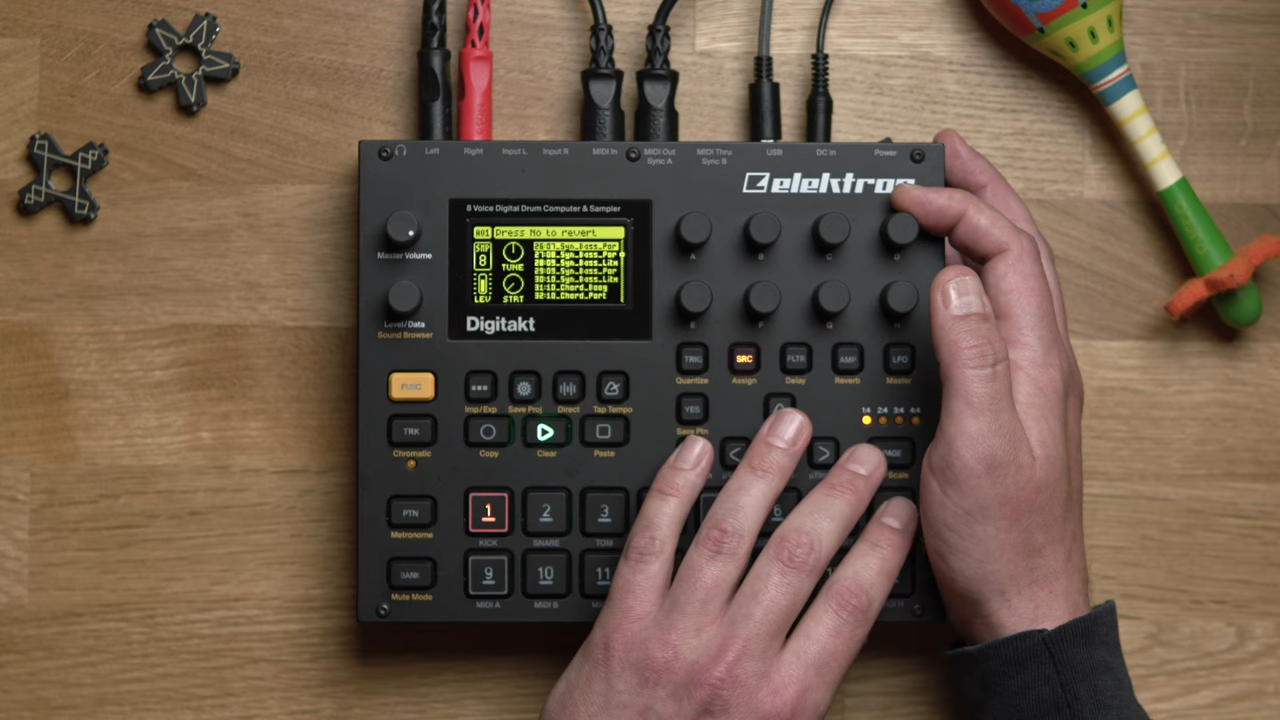 Left Right Input L Input R MIDI In MIDI Out MIDI Thru USB DC In Power
Sync A Sync B
elektron
8 Voice Digital Drum Computer & Sampler
A01 Press No to revert
SMP
8
TUNE
LEV
STRT
26:07_Syn_Bass_Par
27:08_Syn_Bass_Par
28:09_Syn_Bass_Litm
29:09_Syn_Bass_Par
30:10_Syn_Bass_Litm
31:10_Chord_Boog
32:10_Chord_Part
Digitakt
Master Volume
Level/Data
Sound Browser
A B C D
E F G H
TRIG SRC FLTR AMP LFO
Quantize Assign Delay Reverb Master
FUNC
Imp/Exp Save Proj Direct Tap Tempo
YES
Save Ptn
1:4 2:4 3:4 4:4
TRK
Chromatic
Copy Clear Paste
PAGE
Scale
PTN
Metronome
1 2 3 6
KICK SNARE TOM
BANK
Mute Mode
9 10 11
MIDI A MIDI B